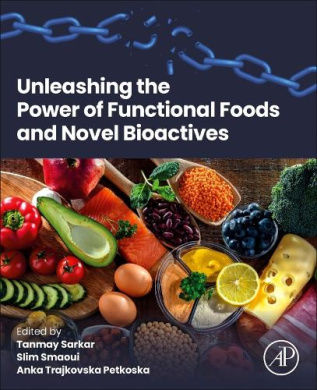 Unleashing the
Power of Functional Foods
and Novel Bioactives
Edited by
Tanmay Sarkar
Slim Smaoui
Anka Trajkovska Petkoska
AP